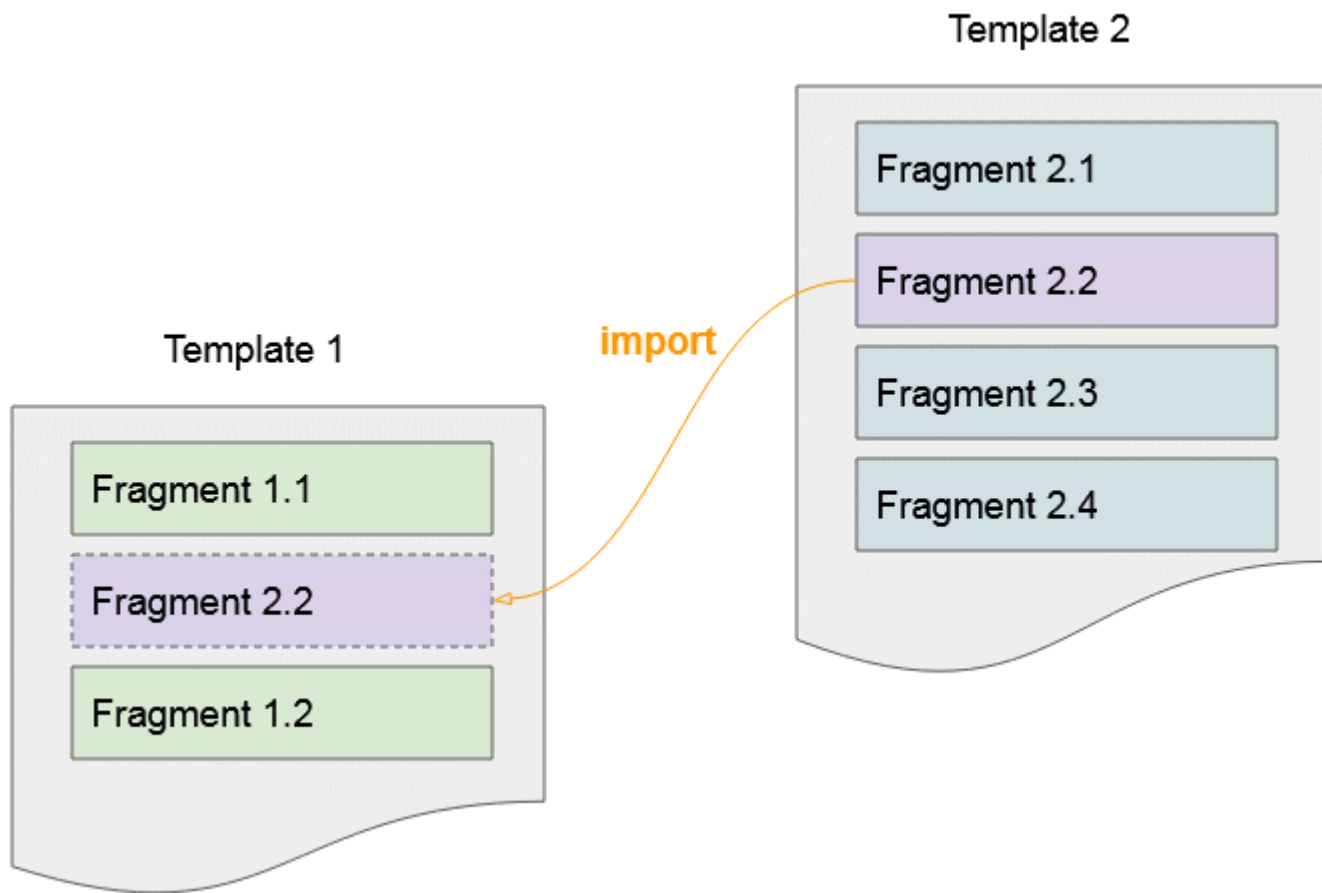 Template 2
Fragment 2.1
Fragment 2.2
Fragment 2.3
Fragment 2.4
import
Template 1
Fragment 1.1
Fragment 2.2
Fragment 1.2